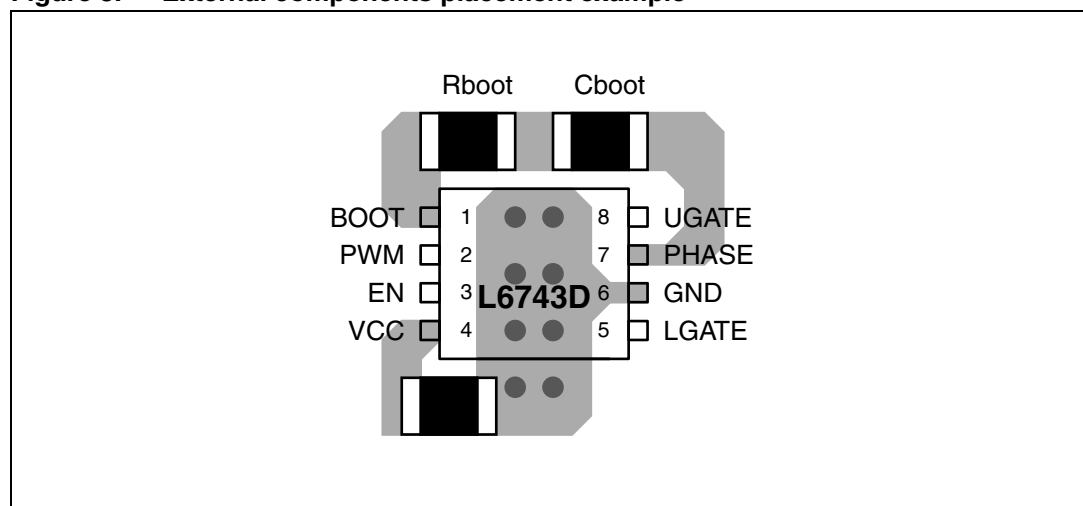 Figure External components placement example
Rboot Cboot
BOOT 1 8 UGATE
PWM 2 7 PHASE
EN 3 L6743D 6 GND
VCC 4 5 LGATE